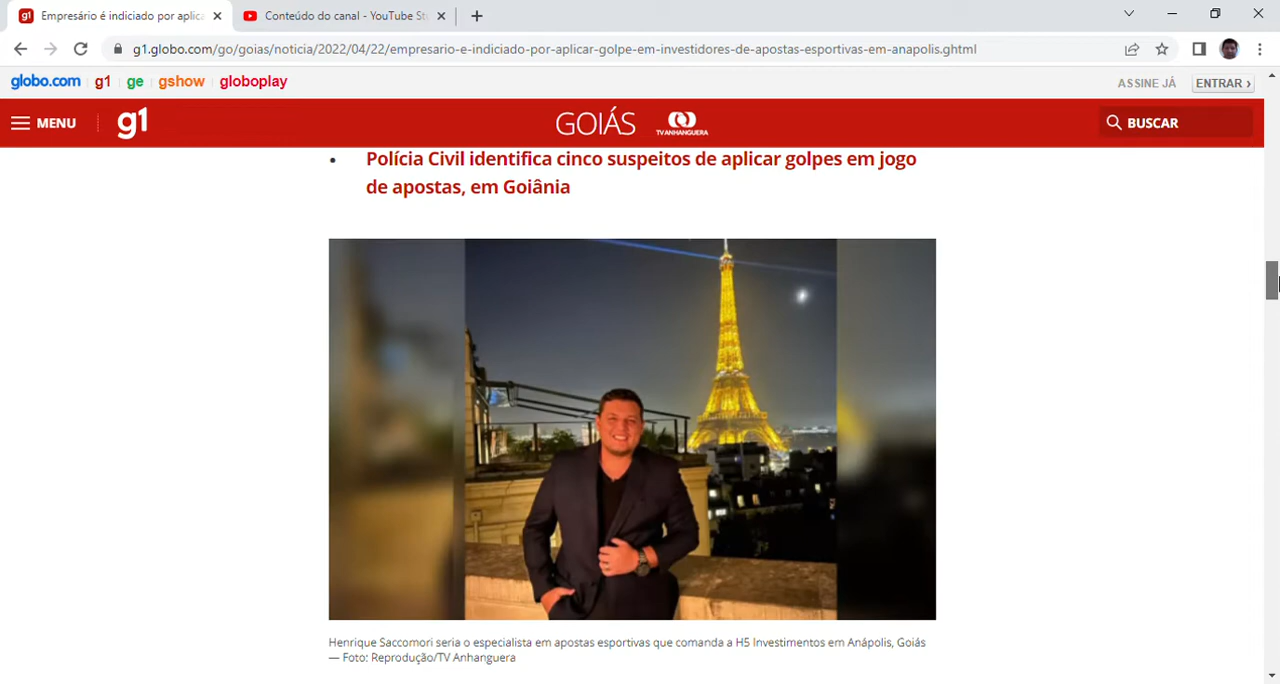 g1 Empresário é indiciado por aplica
Conteúdo do canal - YouTube St
g1.globo.com/go/goias/noticia/2022/04/22/empresario-e-indiciado-por-aplicar-golpe-em-investidores-de-apostas-esportivas-em-anapolis.ghtml
globo.com g1 ge gshow globoplay ASSINE JÁ ENTRAR ›
MENU g1 GOIÁS TV ANHANGUERA BUSCAR
• Polícia Civil identifica cinco suspeitos de aplicar golpes em jogo
de apostas, em Goiânia
Henrique Saccomori seria o especialista em apostas esportivas que comanda a H5 Investimentos em Anápolis, Goiás
— Foto: Reprodução/TV Anhanguera